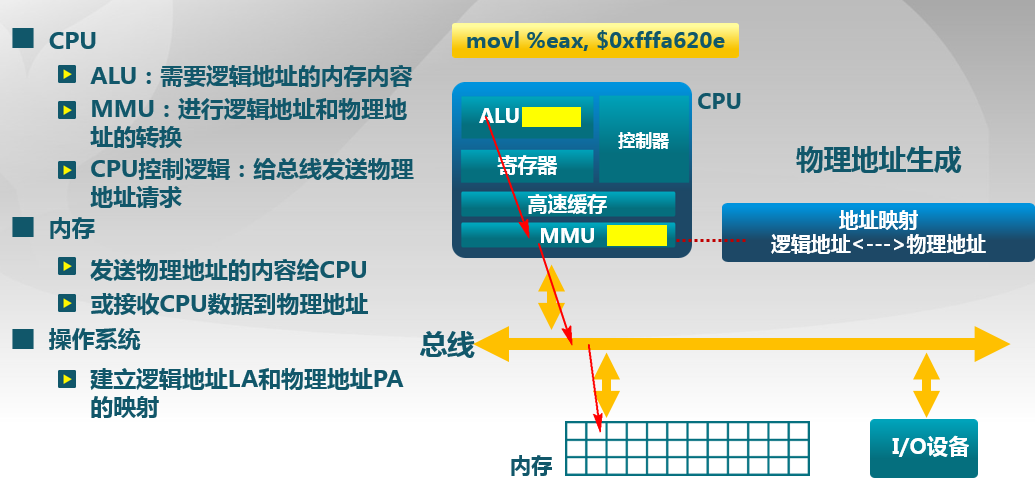 CPU
ALU：需要逻辑地址的内存内容
MMU：进行逻辑地址和物理地
址的转换
CPU控制逻辑：给总线发送物理
地址请求
内存
发送物理地址的内容给CPU
或接收CPU数据到物理地址
操作系统
建立逻辑地址LA和物理地址PA
的映射
movl %eax, $0xfffa620e
CPU
ALU
控制器
寄存器
高速缓存
MMU
物理地址生成
地址映射
逻辑地址<--->物理地址
总线
内存
I/O设备